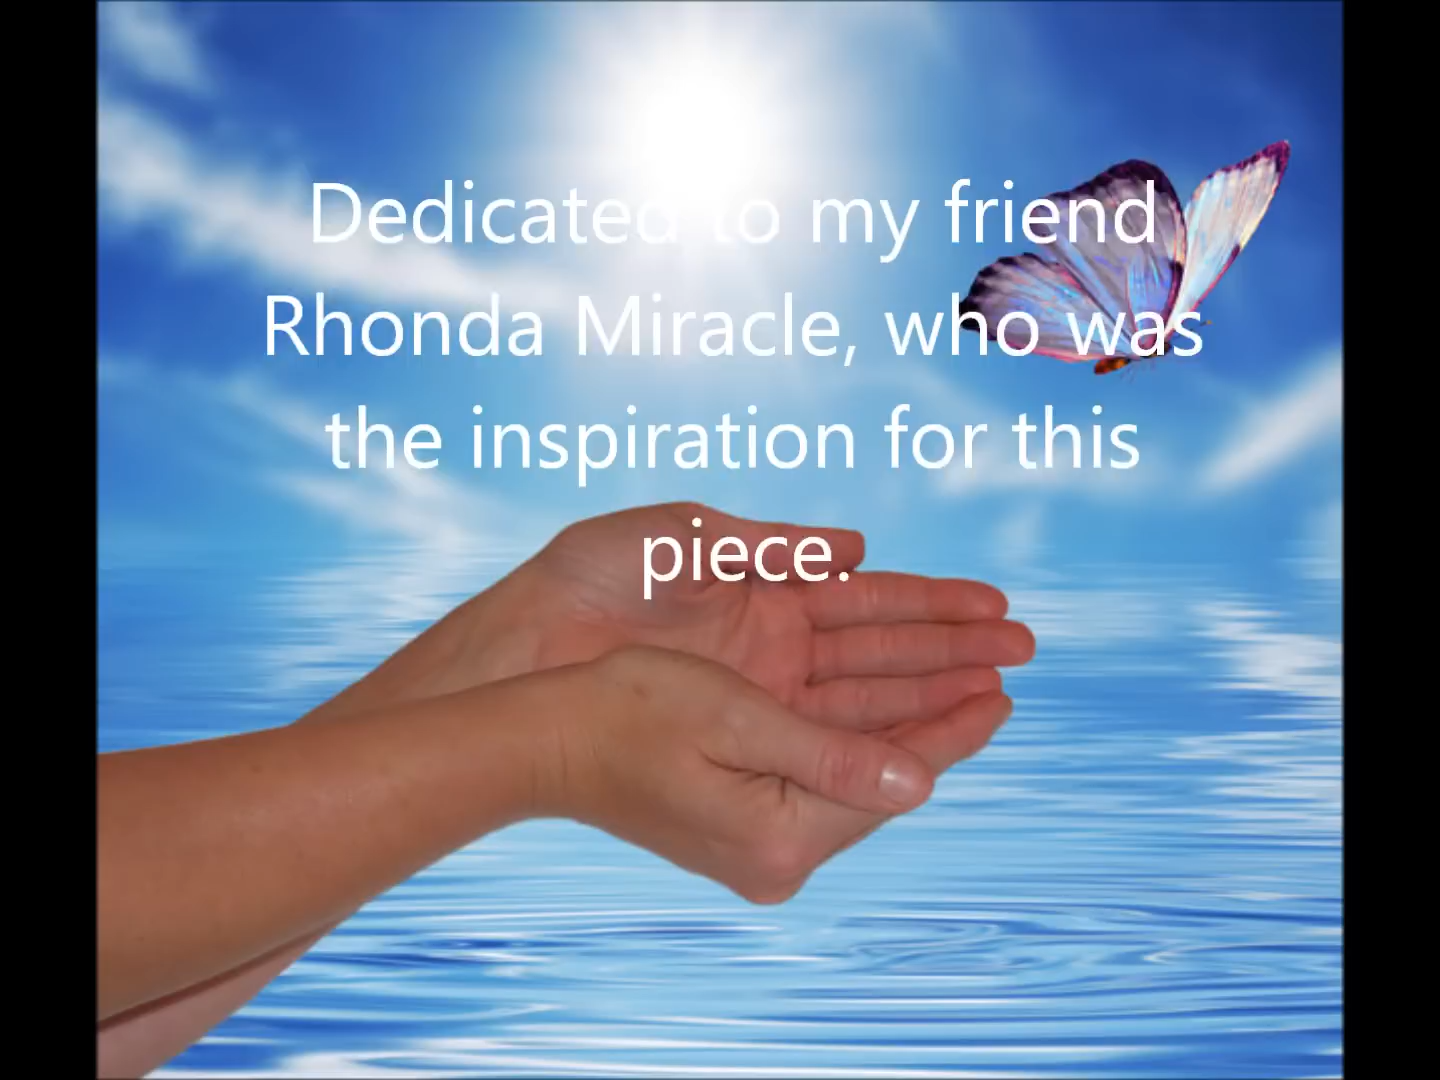 Dedicated to my friend
Rhonda Miracle, who was
the inspiration for this
piece.